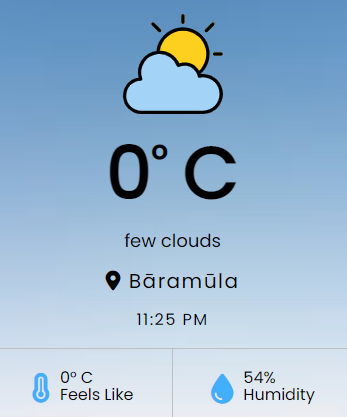 0° C
few clouds
Bāramūla
11:25 PM
0° C
Feels Like
54%
Humidity